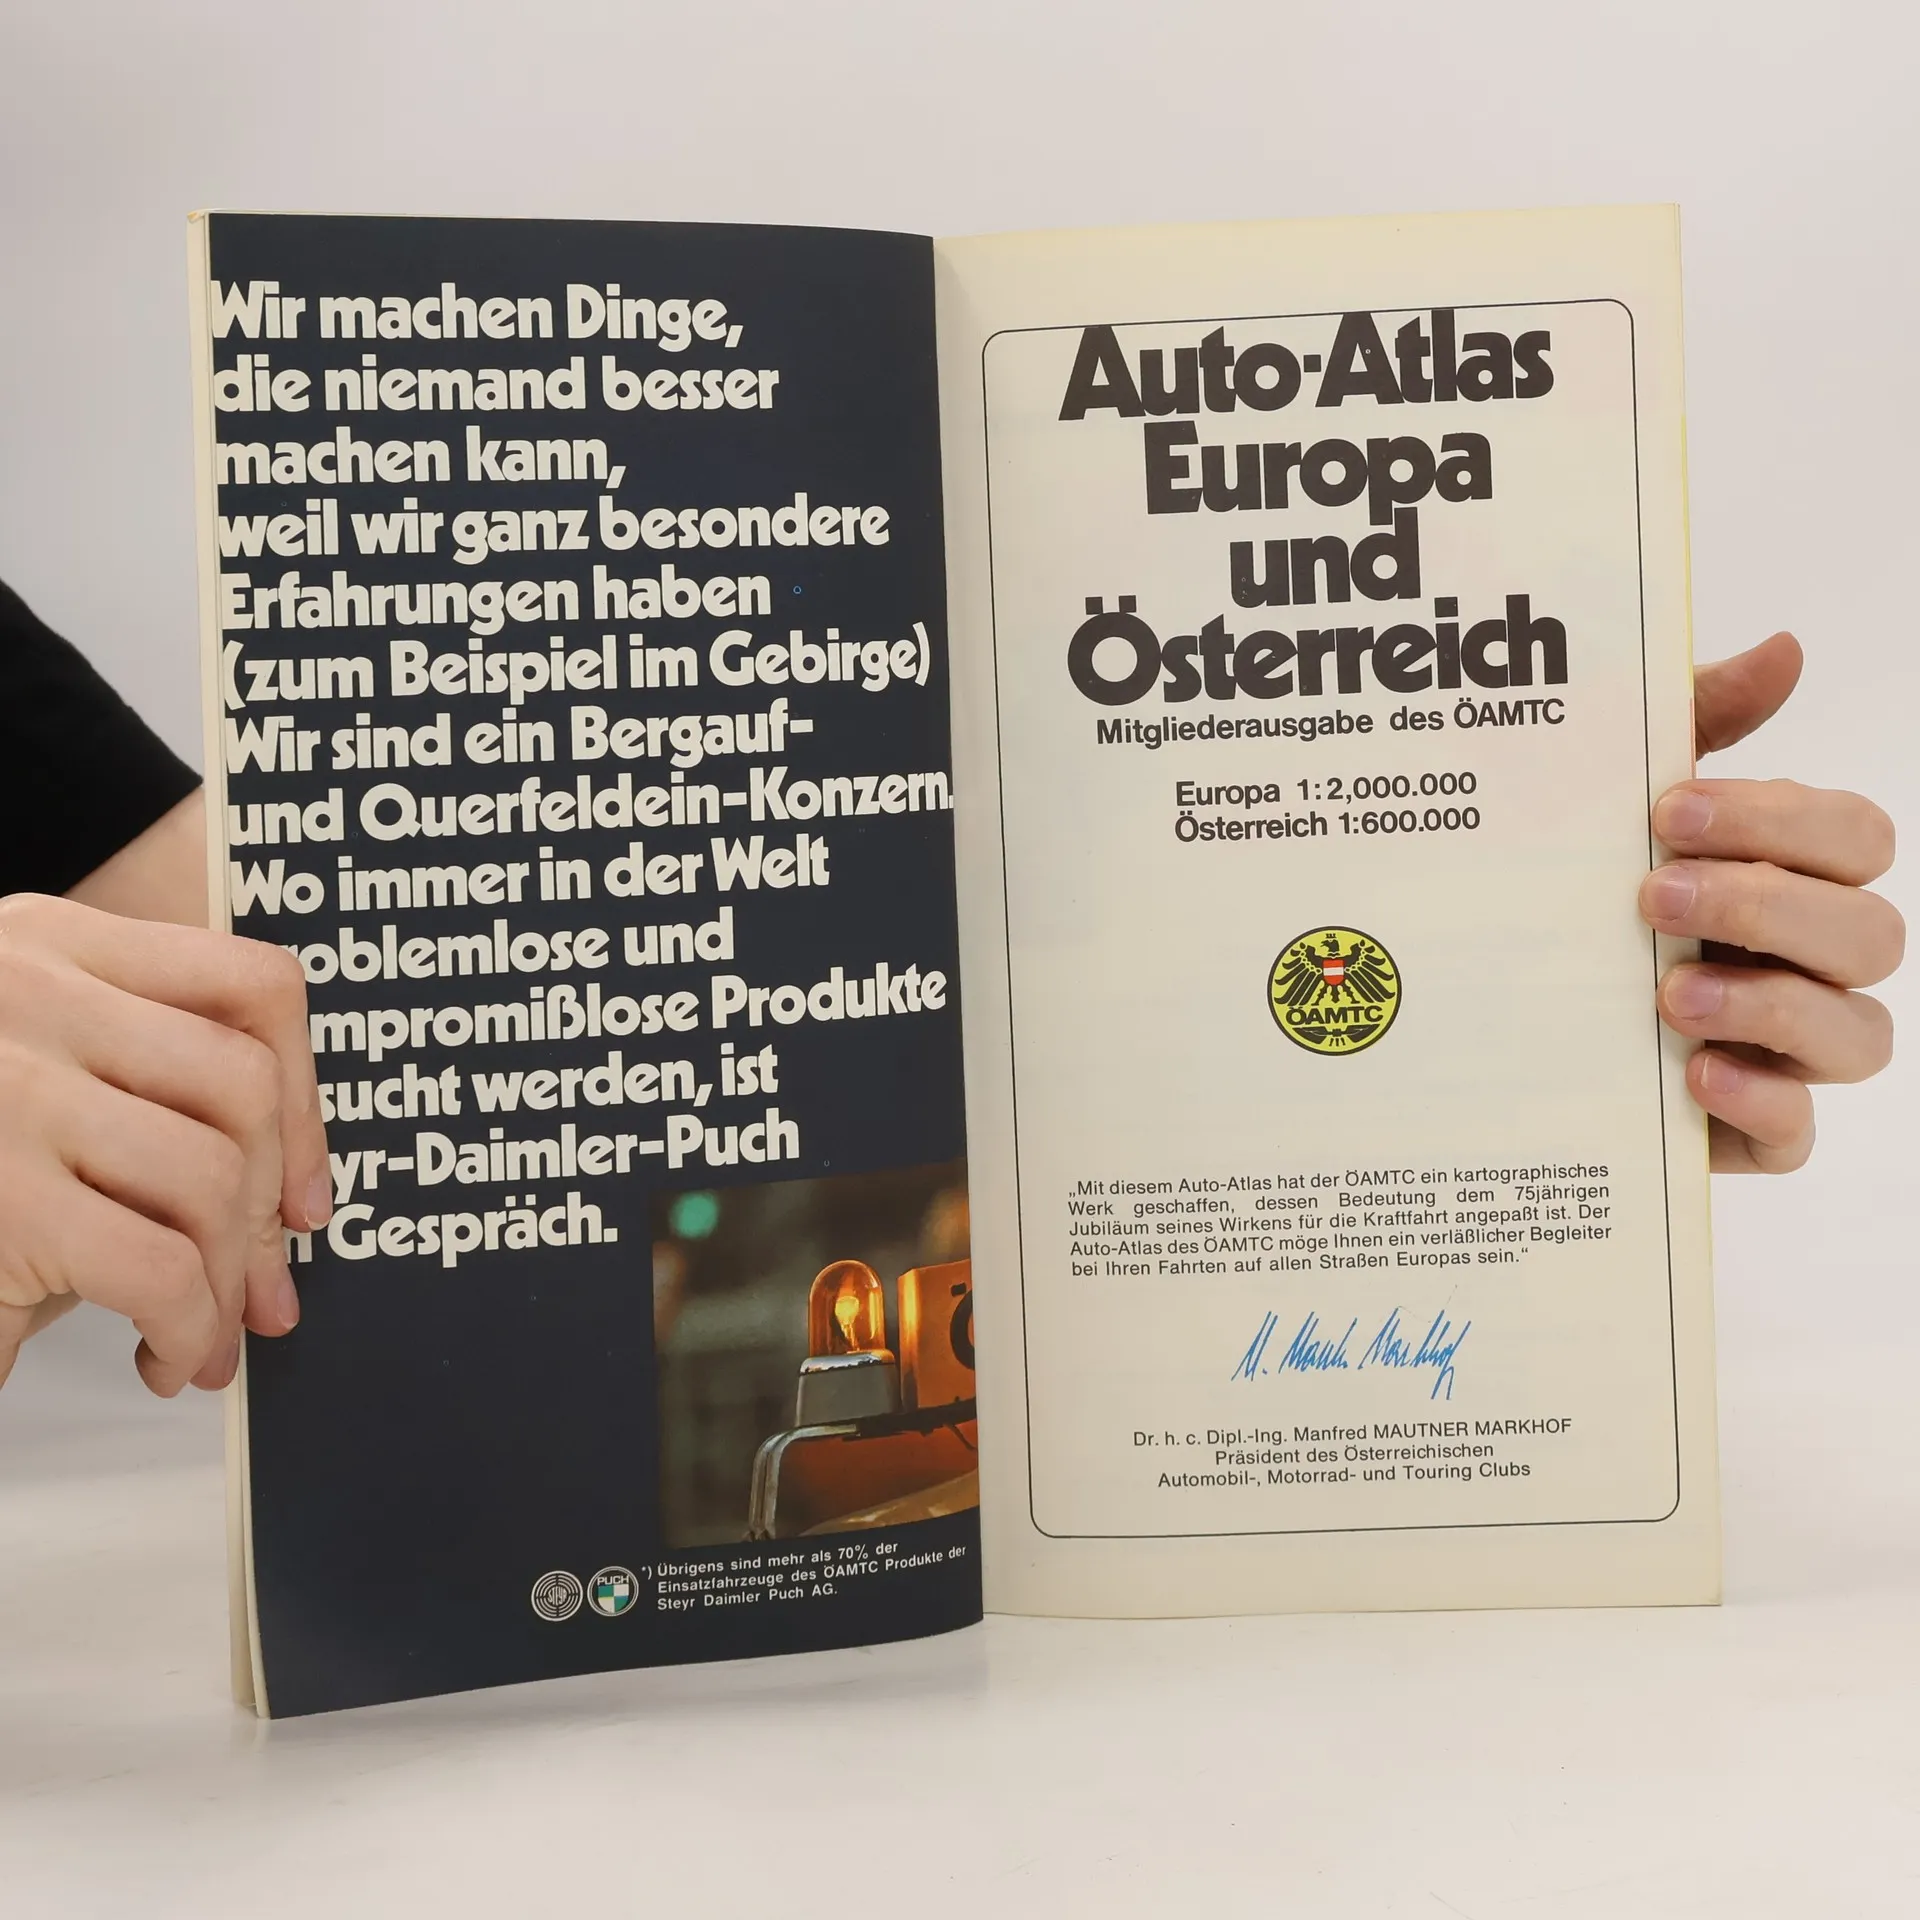 Wir machen Dinge,
die niemand besser
machen kann,
weil wir ganz besondere
Erfahrungen haben
(zum Beispiel im Gebirge)
Wir sind ein Bergauf-
und Querfeldein-Konzern.
Wo immer in der Welt
roblemlose und
mpromißlose Produkte
sucht werden, ist
yr-Daimler-Puch
Gespräch.
STEYR
PUCH
*) Übrigens sind mehr als 70% der
Einsatzfahrzeuge des ÖAMTC Produkte der
Steyr Daimler Puch AG.
Auto-Atlas
Europa
und
Österreich
Mitgliederausgabe des ÖAMTC
Europa 1:2,000.000
Österreich 1:600.000
ÖAMTC
„Mit diesem Auto-Atlas hat der ÖAMTC ein kartographisches
Werk geschaffen, dessen Bedeutung dem 75jährigen
Jubiläum seines Wirkens für die Kraftfahrt angepaßt ist. Der
Auto-Atlas des ÖAMTC möge Ihnen ein verläßlicher Begleiter
bei Ihren Fahrten auf allen Straßen Europas sein.“
Dr. h. c. Dipl.-Ing. Manfred MAUTNER MARKHOF
Präsident des Österreichischen
Automobil-, Motorrad- und Touring Clubs